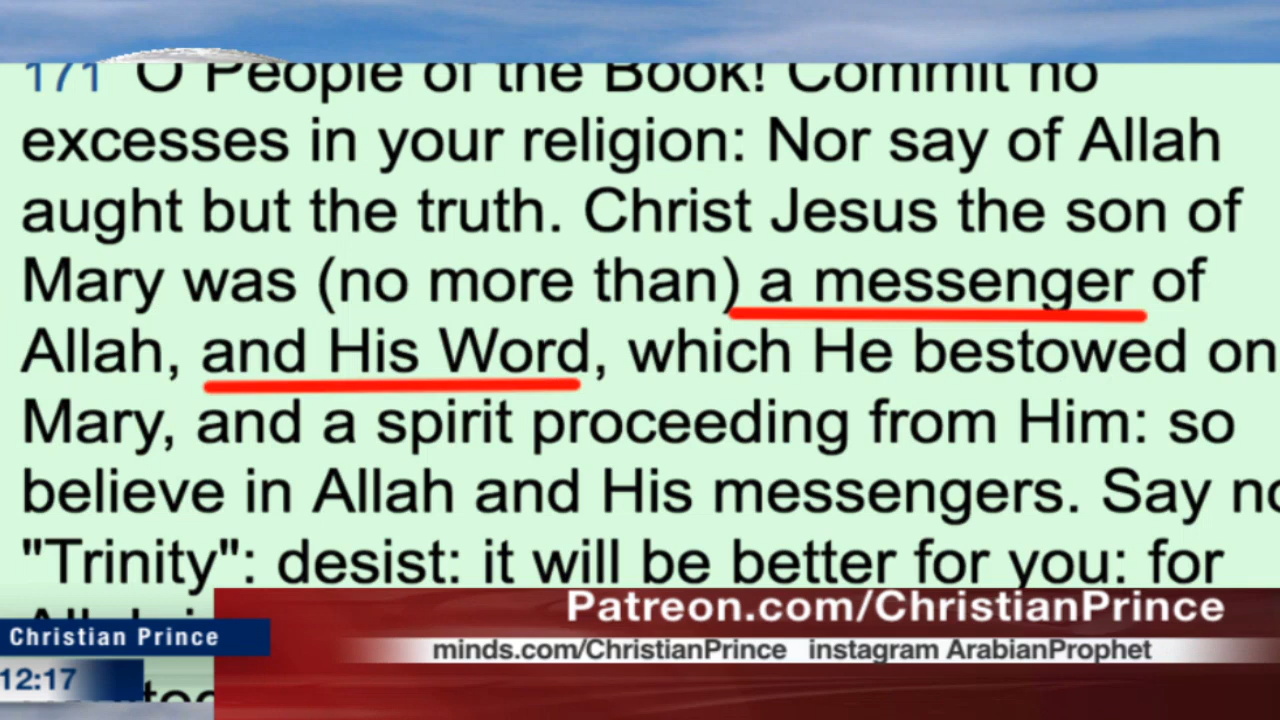 171 O People of the Book! Commit no
excesses in your religion: Nor say of Allah
aught but the truth. Christ Jesus the son of
Mary was (no more than) a messenger of
Allah, and His Word, which He bestowed on
Mary, and a spirit proceeding from Him: so
believe in Allah and His messengers. Say
"Trinity": desist: it will be better for you: for
Patreon.com/ChristianPrince
Christian Prince
minds.com/ChristianPrince instagram ArabianProphet
12:17